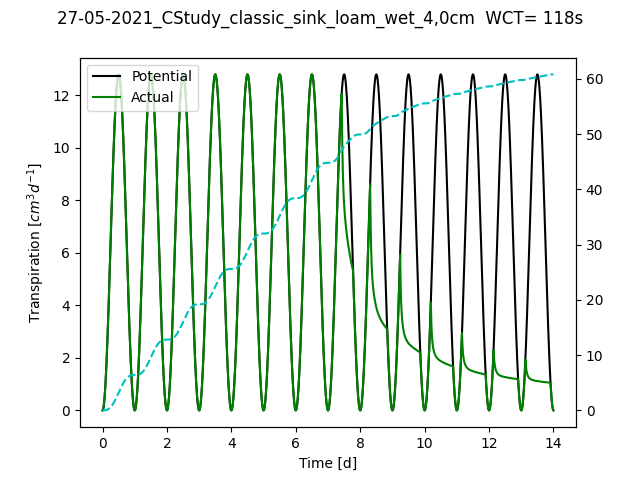 27-05-2021_CStudy_classic_sink_loam_wet_4,0cm  WCT= 118s
Potential
Actual
Transpiration [cm³d⁻¹]
12
10
8
6
4
2
0
60
50
40
30
20
10
0
0 2 4 6 8 10 12 14
Time [d]